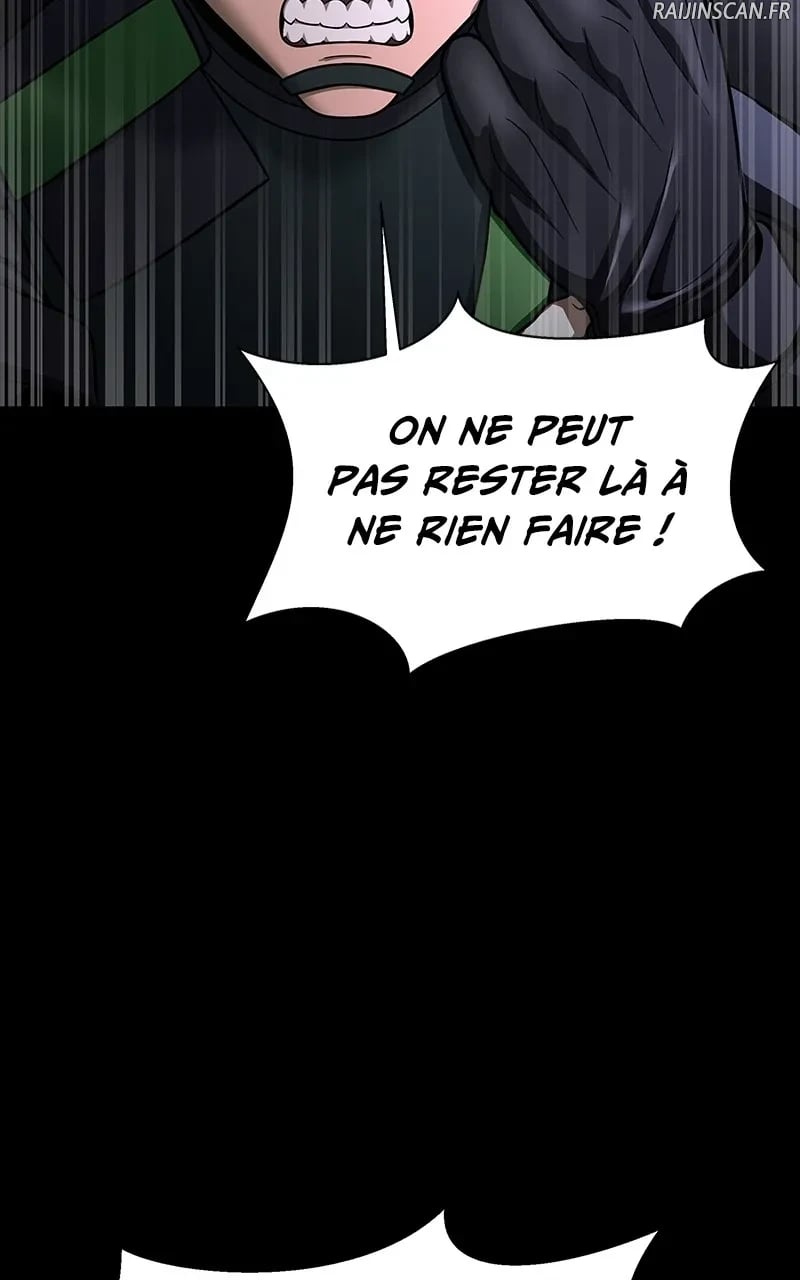 RAIJINSCAN.FR
ON NE PEUT
PAS RESTER LÀ À
NE RIEN FAIRE !